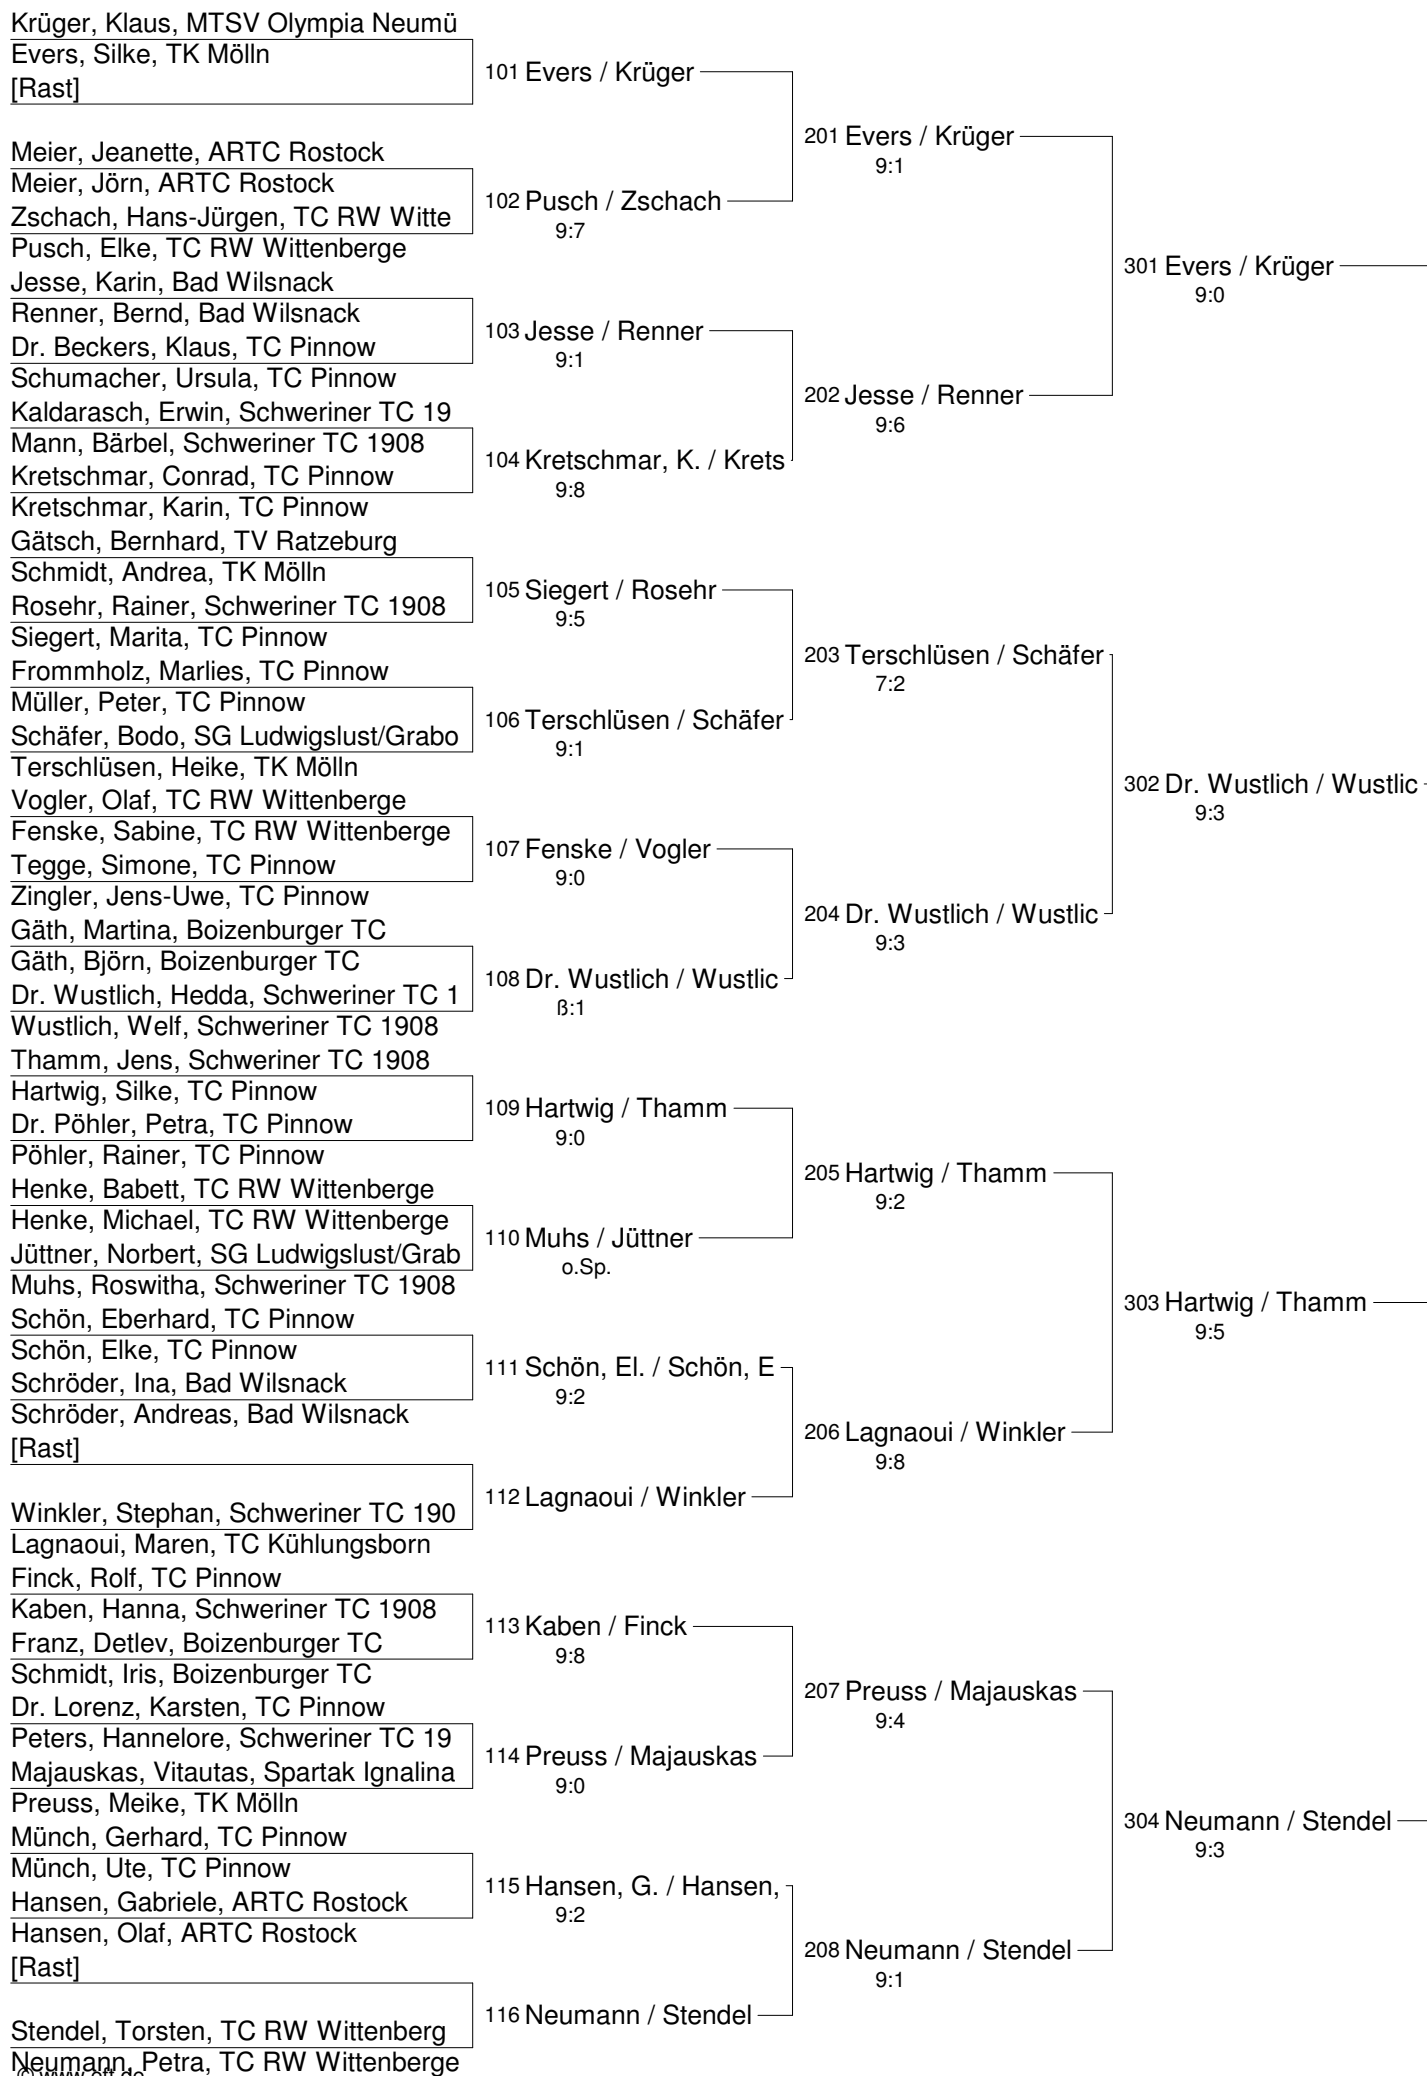 Krüger, Klaus, MTSV Olympia Neumü
Evers, Silke, TK Mölln
[Rast]
Meier, Jeanette, ARTC Rostock
Meier, Jörn, ARTC Rostock
Zschach, Hans-Jürgen, TC RW Witte
Pusch, Elke, TC RW Wittenberge
Jesse, Karin, Bad Wilsnack
Renner, Bernd, Bad Wilsnack
Dr. Beckers, Klaus, TC Pinnow
Schumacher, Ursula, TC Pinnow
Kaldarasch, Erwin, Schweriner TC 19
Mann, Bärbel, Schweriner TC 1908
Kretschmar, Conrad, TC Pinnow
Kretschmar, Karin, TC Pinnow
Gätsch, Bernhard, TV Ratzeburg
Schmidt, Andrea, TK Mölln
Rosehr, Rainer, Schweriner TC 1908
Siegert, Marita, TC Pinnow
Frommholz, Marlies, TC Pinnow
Müller, Peter, TC Pinnow
Schäfer, Bodo, SG Ludwigslust/Grabo
Terschlüsen, Heike, TK Mölln
Vogler, Olaf, TC RW Wittenberge
Fenske, Sabine, TC RW Wittenberge
Tegge, Simone, TC Pinnow
Zingler, Jens-Uwe, TC Pinnow
Gäth, Martina, Boizenburger TC
Gäth, Björn, Boizenburger TC
Dr. Wustlich, Hedda, Schweriner TC 1
Wustlich, Welf, Schweriner TC 1908
Thamm, Jens, Schweriner TC 1908
Hartwig, Silke, TC Pinnow
Dr. Pöhler, Petra, TC Pinnow
Pöhler, Rainer, TC Pinnow
Henke, Babett, TC RW Wittenberge
Henke, Michael, TC RW Wittenberge
Jüttner, Norbert, SG Ludwigslust/Grab
Muhs, Roswitha, Schweriner TC 1908
Schön, Eberhard, TC Pinnow
Schön, Elke, TC Pinnow
Schröder, Ina, Bad Wilsnack
Schröder, Andreas, Bad Wilsnack
[Rast]
Winkler, Stephan, Schweriner TC 190
Lagnaoui, Maren, TC Kühlungsborn
Finck, Rolf, TC Pinnow
Kaben, Hanna, Schweriner TC 1908
Franz, Detlev, Boizenburger TC
Schmidt, Iris, Boizenburger TC
Dr. Lorenz, Karsten, TC Pinnow
Peters, Hannelore, Schweriner TC 19
Majauskas, Vitautas, Spartak Ignalina
Preuss, Meike, TK Mölln
Münch, Gerhard, TC Pinnow
Münch, Ute, TC Pinnow
Hansen, Gabriele, ARTC Rostock
Hansen, Olaf, ARTC Rostock
[Rast]
Stendel, Torsten, TC RW Wittenberg
Neumann, Petra, TC RW Wittenberge
101 Evers / Krüger
102 Pusch / Zschach
9:7
103 Jesse / Renner
9:1
104 Kretschmar, K. / Krets
9:8
105 Siegert / Rosehr
9:5
106 Terschlüsen / Schäfer
9:1
107 Fenske / Vogler
9:0
108 Dr. Wustlich / Wustlic
ß:1
109 Hartwig / Thamm
9:0
110 Muhs / Jüttner
o.Sp.
111 Schön, El. / Schön, E
9:2
112 Lagnaoui / Winkler
113 Kaben / Finck
9:8
114 Preuss / Majauskas
9:0
115 Hansen, G. / Hansen,
9:2
116 Neumann / Stendel
201 Evers / Krüger
9:1
202 Jesse / Renner
9:6
203 Terschlüsen / Schäfer
7:2
204 Dr. Wustlich / Wustlic
9:3
205 Hartwig / Thamm
9:2
206 Lagnaoui / Winkler
9:8
207 Preuss / Majauskas
9:4
208 Neumann / Stendel
9:1
301 Evers / Krüger
9:0
302 Dr. Wustlich / Wustlic
9:3
303 Hartwig / Thamm
9:5
304 Neumann / Stendel
9:3